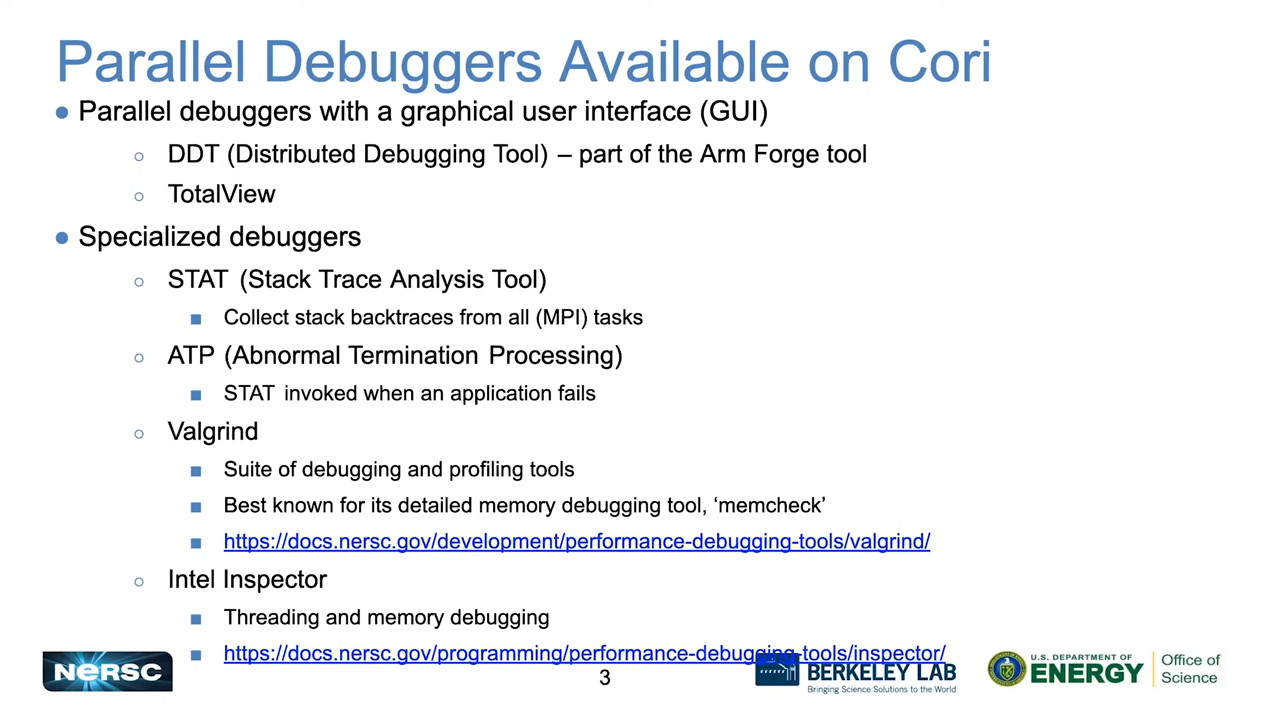 Parallel Debuggers Available on Cori
● Parallel debuggers with a graphical user interface (GUI)
○ DDT (Distributed Debugging Tool) – part of the Arm Forge tool
○ TotalView
● Specialized debuggers
○ STAT (Stack Trace Analysis Tool)
■ Collect stack backtraces from all (MPI) tasks
○ ATP (Abnormal Termination Processing)
■ STAT invoked when an application fails
○ Valgrind
■ Suite of debugging and profiling tools
■ Best known for its detailed memory debugging tool, ‘memcheck’
■ https://docs.nersc.gov/development/performance-debugging-tools/valgrind/
○ Intel Inspector
■ Threading and memory debugging
■ https://docs.nersc.gov/programming/performance-debugging-tools/inspector/
NERSC
3
BERKELEY LAB
Bringing Science Solutions to the World
U.S. DEPARTMENT OF
ENERGY
Office of
Science